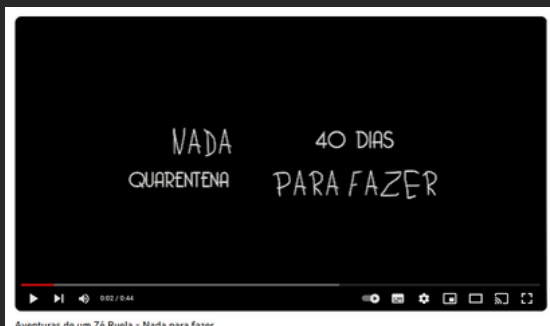 NADA
40 DIAS
QUARENTENA
PARA FAZER
0:02 / 0:44
Aventuras de um Zé Ruela - Nada para fazer